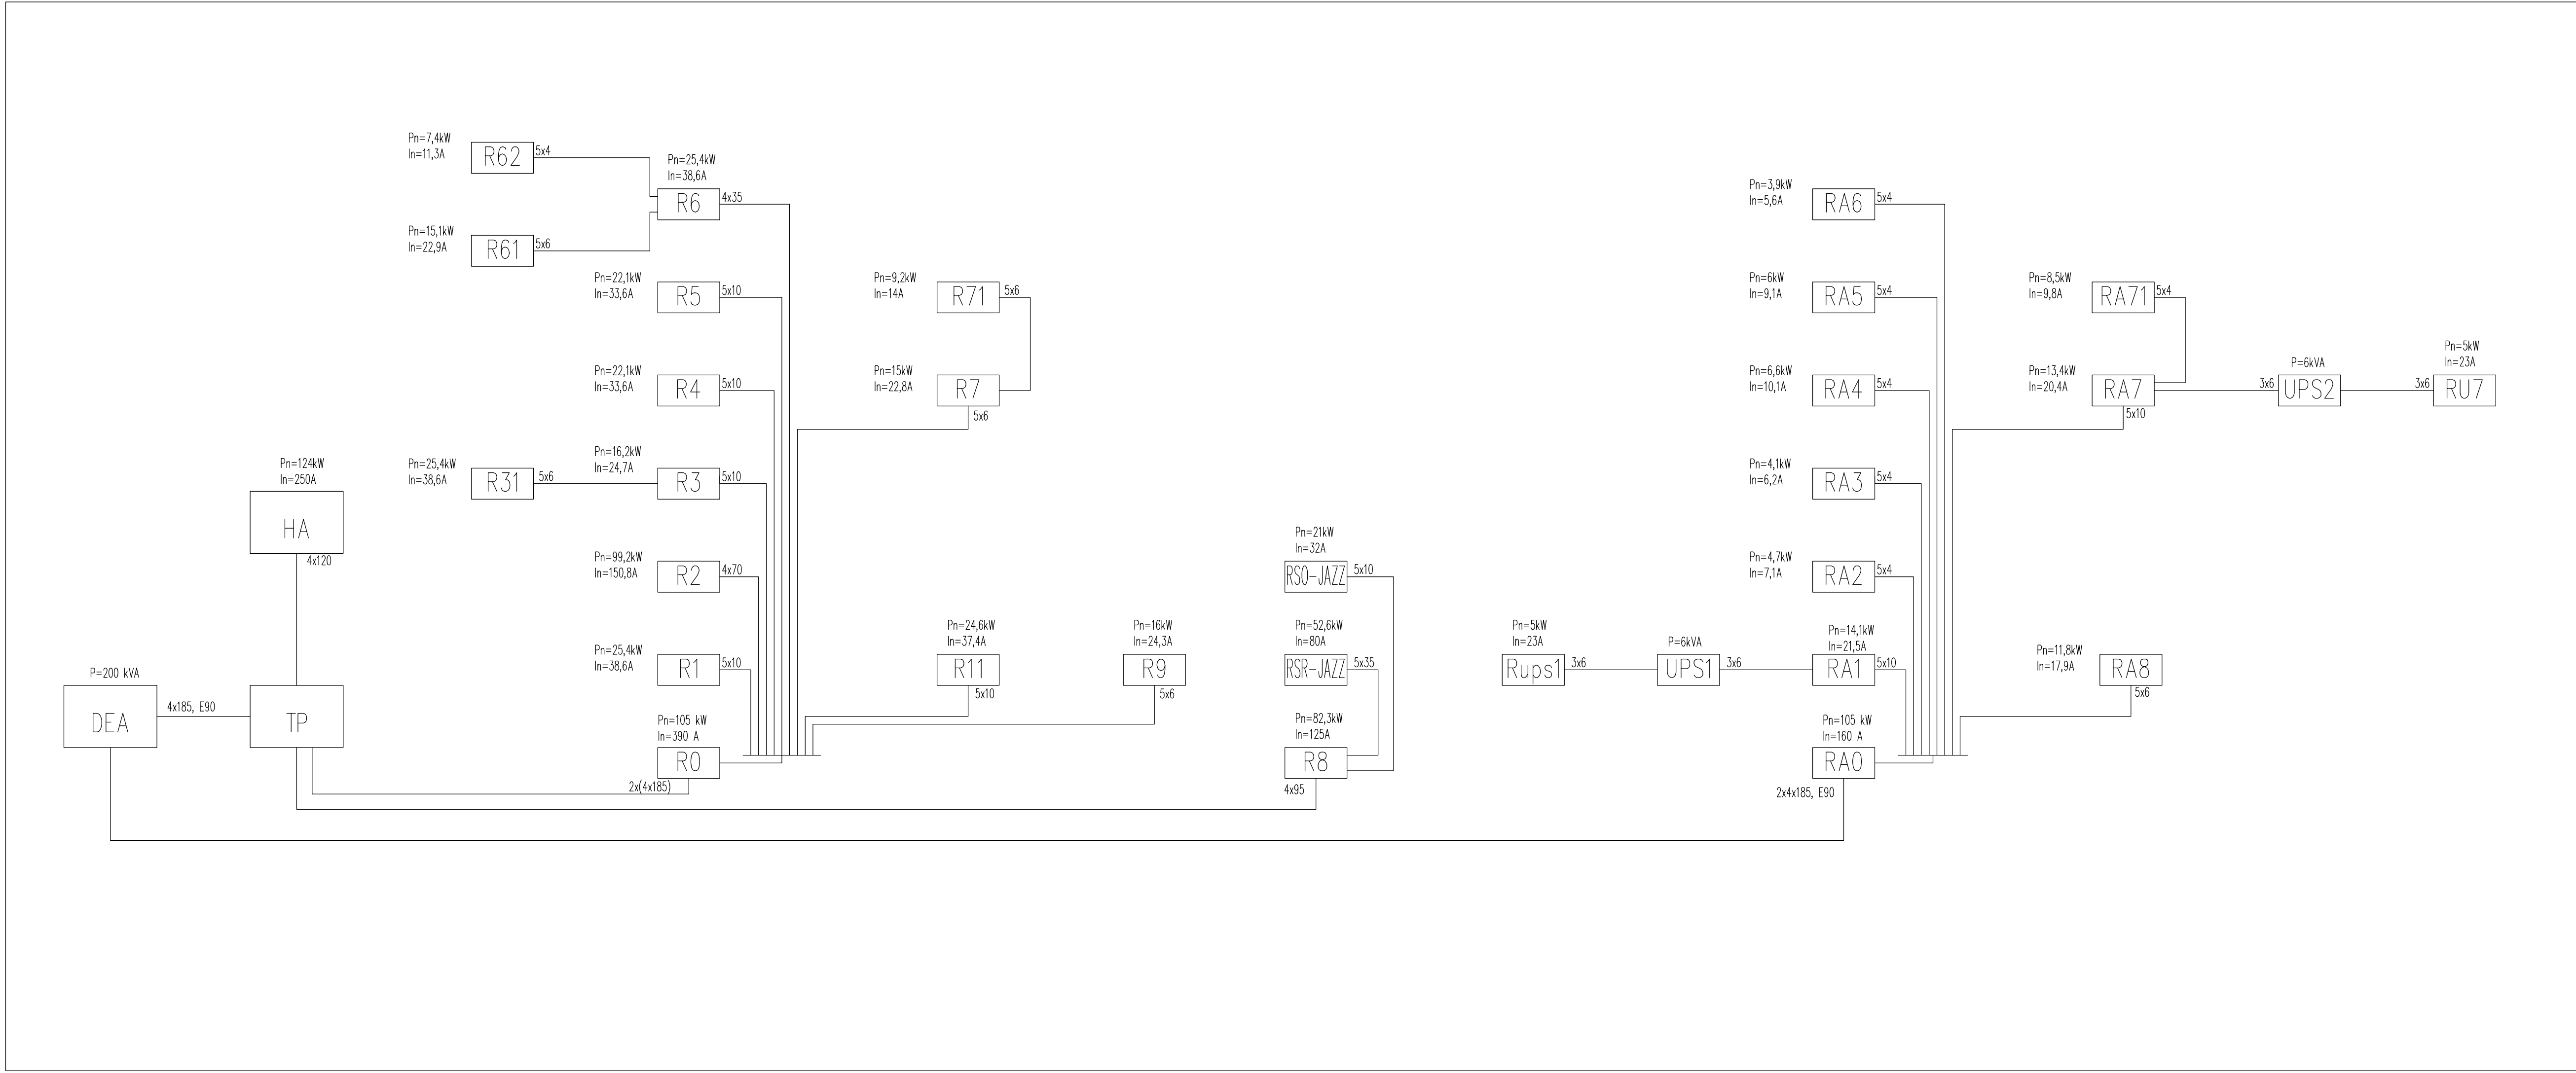 Pn=7,4kW
In=11,3A
R62
5x4
Pn=25,4kW
In=38,6A
R6
4x35
Pn=15,1kW
In=22,9A
R61
5x6
Pn=22,1kW
In=33,6A
R5
5x10
Pn=22,1kW
In=33,6A
R4
5x10
Pn=25,4kW
In=38,6A
R31
5x6
Pn=16,2kW
In=24,7A
R3
5x10
Pn=99,2kW
In=150,8A
R2
4x70
Pn=25,4kW
In=38,6A
R1
5x10
Pn=105 kW
In=390 A
R0
2x(4x185)
Pn=124kW
In=250A
HA
4x120
P=200 kVA
DEA
4x185, E90
TP
Pn=9,2kW
In=14A
R71
5x6
Pn=15kW
In=22,8A
R7
5x6
Pn=24,6kW
In=37,4A
R11
5x10
Pn=16kW
In=24,3A
R9
5x6
Pn=21kW
In=32A
RSO-JAZZ
5x10
Pn=52,6kW
In=80A
RSR-JAZZ
5x35
Pn=82,3kW
In=125A
R8
4x95
Pn=5kW
In=23A
Rups1
3x6
P=6kVA
UPS1
3x6
Pn=3,9kW
In=5,6A
RA6
5x4
Pn=6kW
In=9,1A
RA5
5x4
Pn=6,6kW
In=10,1A
RA4
5x4
Pn=4,1kW
In=6,2A
RA3
5x4
Pn=4,7kW
In=7,1A
RA2
5x4
Pn=14,1kW
In=21,5A
RA1
5x10
Pn=105 kW
In=160 A
RA0
2x4x185, E90
Pn=8,5kW
In=9,8A
RA71
5x4
Pn=13,4kW
In=20,4A
RA7
5x10
3x6
P=6kVA
UPS2
3x6
Pn=5kW
In=23A
RU7
Pn=11,8kW
In=17,9A
RA8
5x6